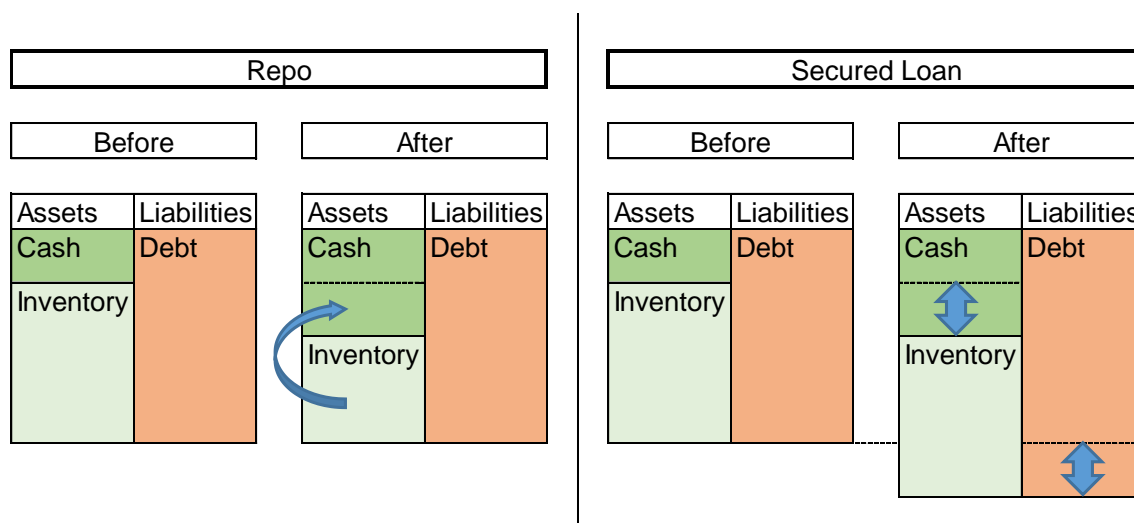 Repo
Before After
Assets Liabilities Assets Liabilities
Cash Debt Cash Debt
Inventory
Inventory
Secured Loan
Before After
Assets Liabilities Assets Liabilities
Cash Debt Cash Debt
Inventory
Inventory